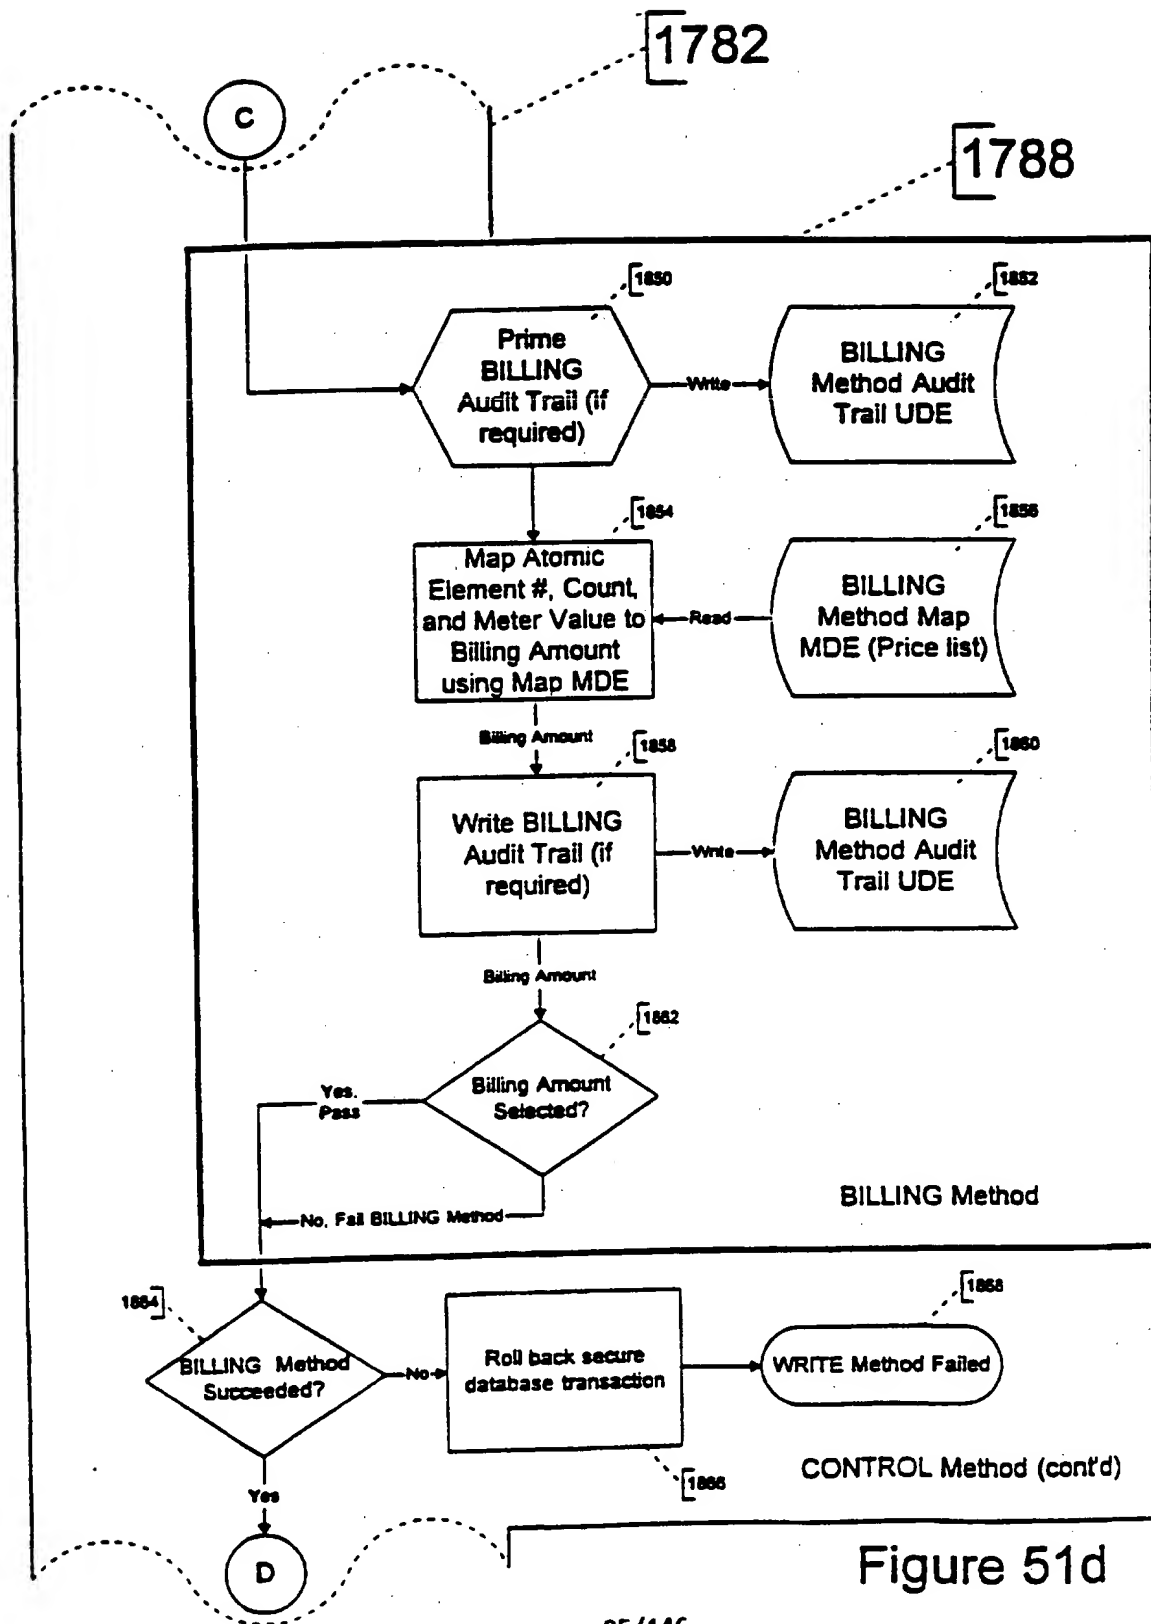 1782
C
1788
1850
1852
Prime
BILLING
Audit Trail (if
required)
Write
BILLING
Method Audit
Trail UDE
1854
1856
Map Atomic
Element #, Count,
and Meter Value to
Billing Amount
using Map MDE
Read
BILLING
Method Map
MDE (Price list)
Billing Amount
1858
1860
Write BILLING
Audit Trail (if
required)
Write
BILLING
Method Audit
Trail UDE
Billing Amount
1862
Billing Amount
Selected?
Yes.
Pass
No, Fail BILLING Method
BILLING Method
1864
1868
BILLING Method
Succeeded?
No
Roll back secure
database transaction
WRITE Method Failed
1866
CONTROL Method (cont'd)
Yes
D
Figure 51d